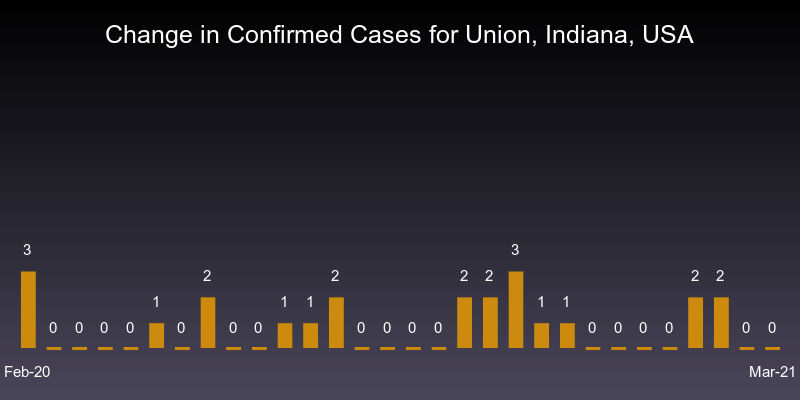 Change in Confirmed Cases for Union, Indiana, USA
3 0 0 0 0 1 0 2 0 0 1 1 2 0 0 0 0 2 2 3 1 1 0 0 0 0 2 2 0 0
Feb-20 Mar-21